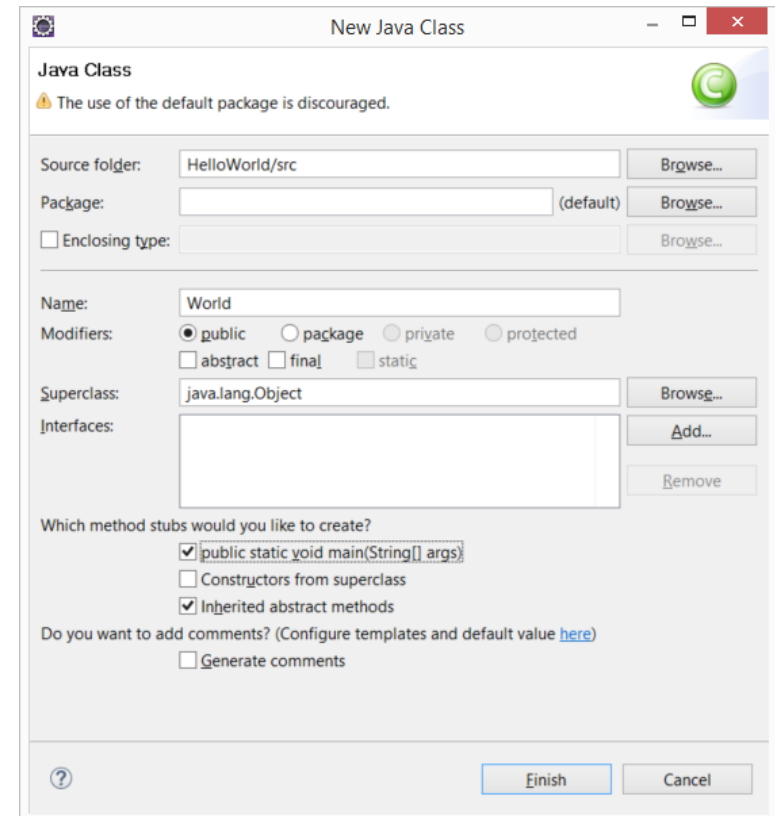 New Java Class
Java Class
The use of the default package is discouraged.
C
Source folder: HelloWorld/src Browse...
Package: (default) Browse...
Enclosing type: Browse...
Name: World
Modifiers: public package private protected
abstract final static
Superclass: java.lang.Object Browse...
Interfaces: Add...
Remove
Which method stubs would you like to create?
public static void main(String[] args)
Constructors from superclass
Inherited abstract methods
Do you want to add comments? (Configure templates and default value here)
Generate comments
? Finish Cancel